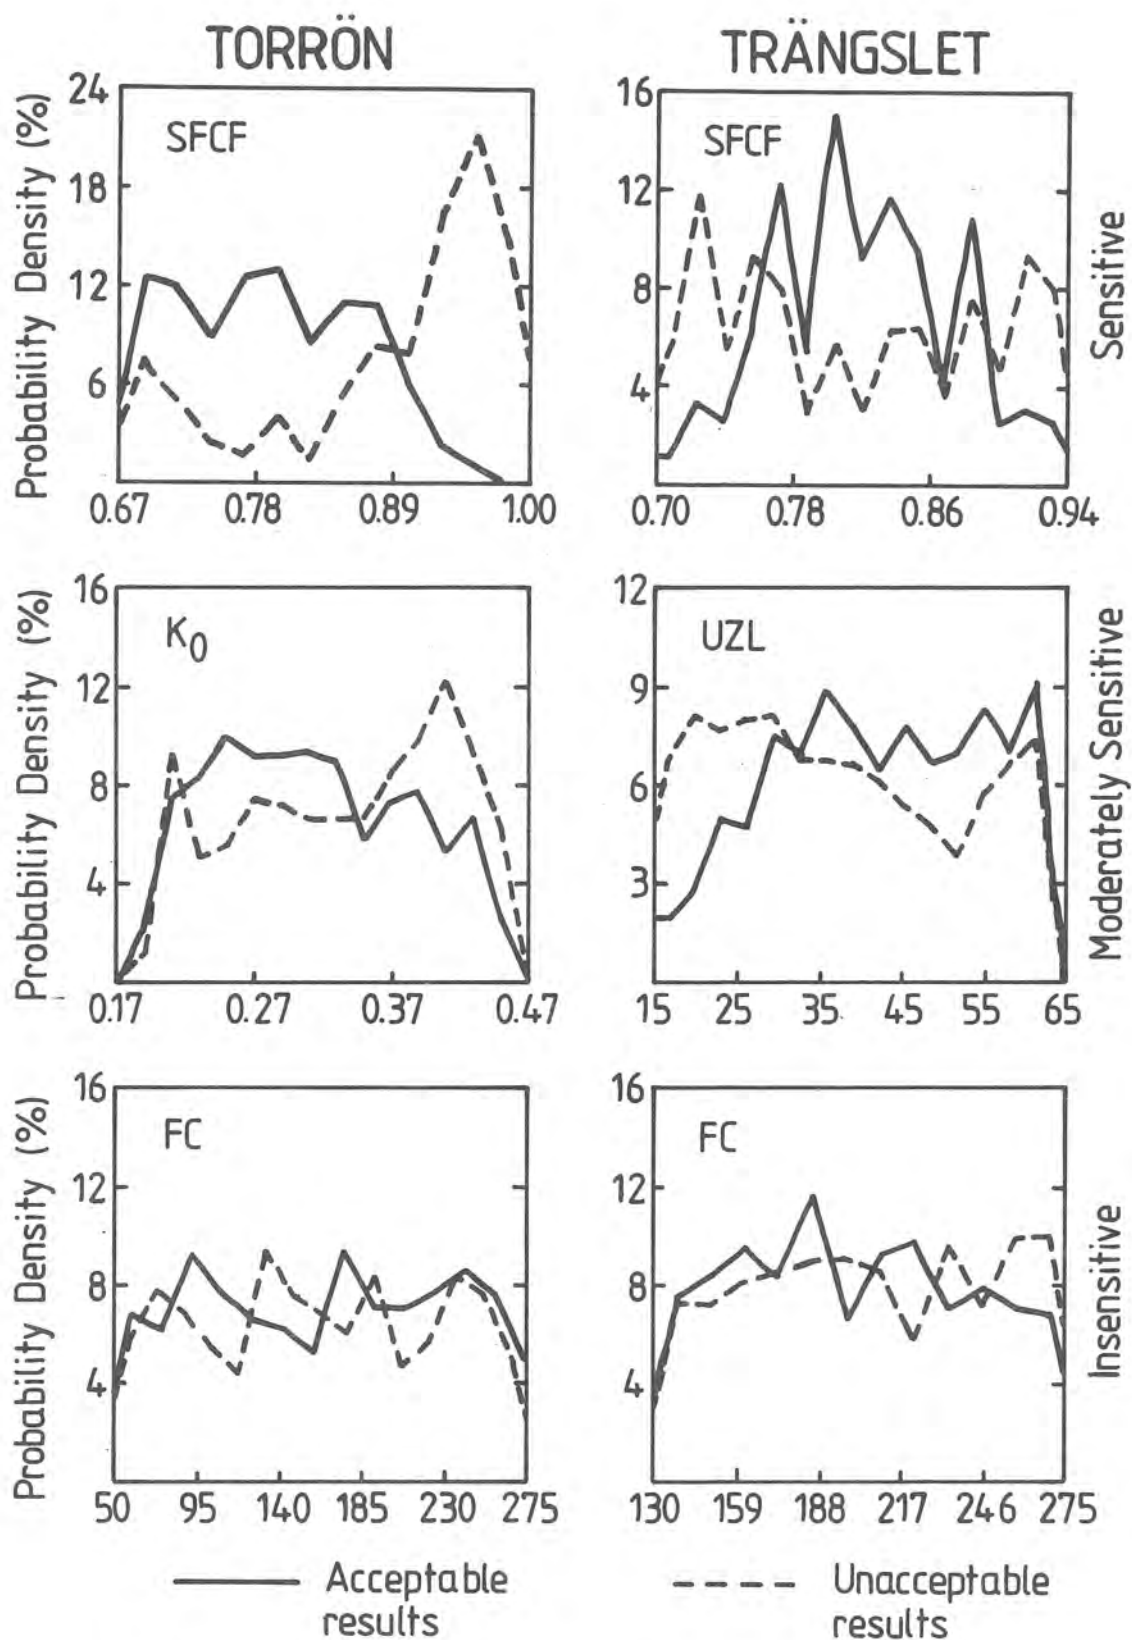 TORRÖN
TRÄNGSLET
Probability Density (%)
24
18
12
6
SFCF
0.67 0.78 0.89 1.00
16
12
8
4
SFCF
0.70 0.78 0.86 0.94
Sensitive
Probability Density (%)
16
12
8
4
K0
0.17 0.27 0.37 0.47
12
9
6
3
UZL
15 25 35 45 55 65
Moderately Sensitive
Probability Density (%)
16
12
8
4
FC
50 95 140 185 230 275
16
12
8
4
FC
130 159 188 217 246 275
Insensitive
Acceptable
results
Unacceptable
results